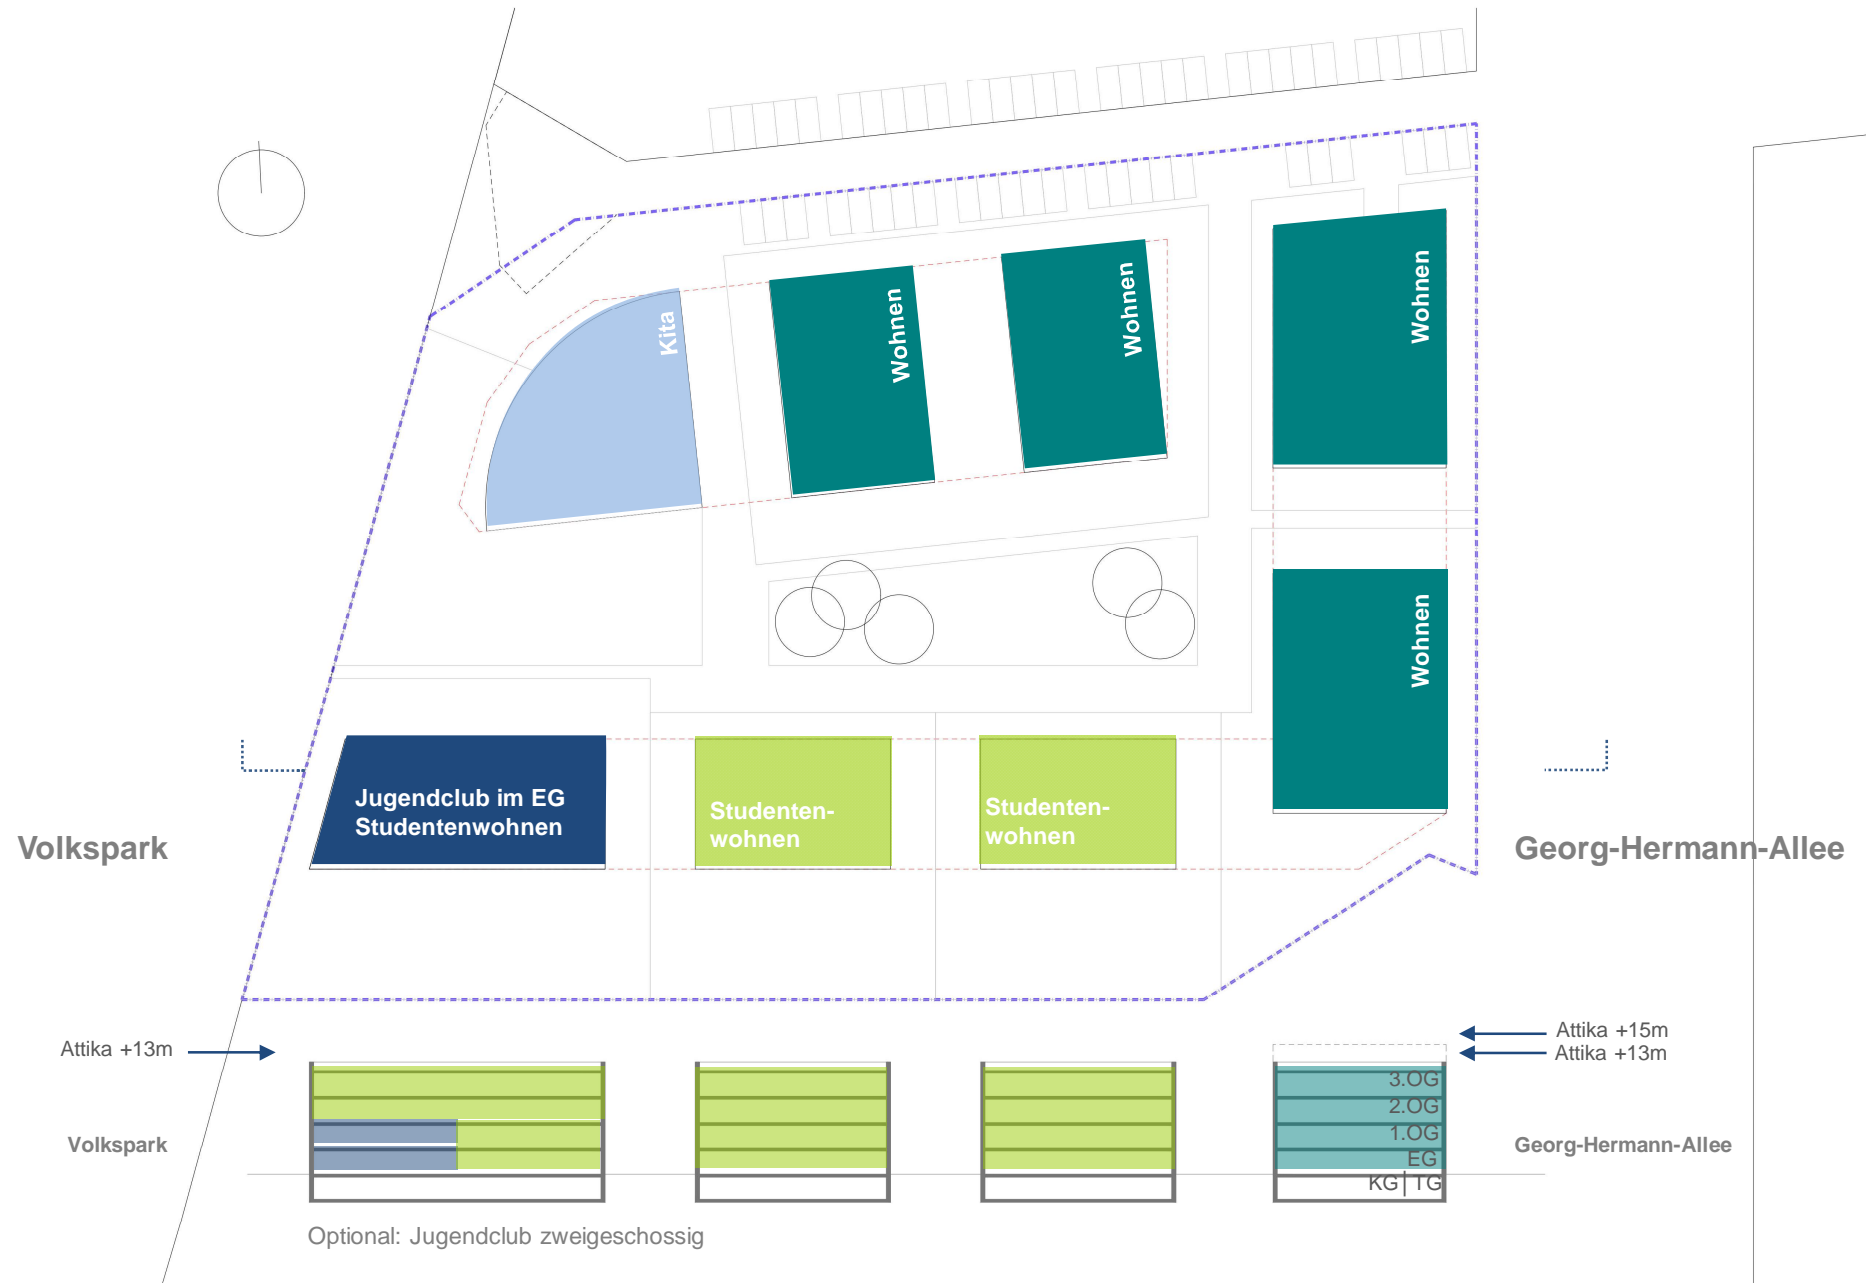 Wohnen
Wohnen
Wohnen
Kita
Wohnen
Jugendclub im EG
Studentenwohnen
Studenten-
wohnen
Studenten-
wohnen
Volkspark
Georg-Hermann-Allee
Attika +13m
Attika +15m
Attika +13m
3.OG
2.OG
1.OG
EG
KG TG
Volkspark
Georg-Hermann-Allee
Optional: Jugendclub zweigeschossig